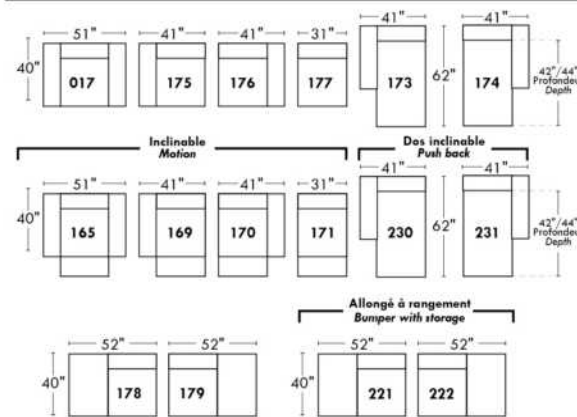 51" 41" 41" 31" 41" 41"
40" 017 175 176 177 173 62" 174 42"/44"
Profondeur
Depth
Inclinable
Motion
Dos inclinable
Push back
51" 41" 41" 31" 41" 41"
40" 165 169 170 171 230 62" 231 42"/44"
Profondeur
Depth
Allongé à rangement
Bumper with storage
52" 52" 52" 52"
40" 178 179 40" 221 222